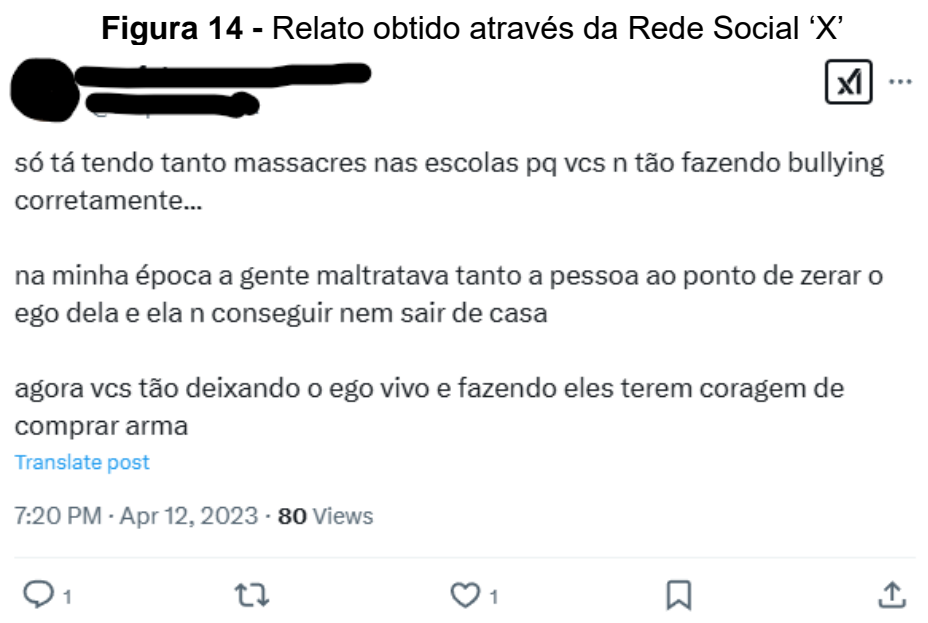 Figura 14 - Relato obtido através da Rede Social ‘X’
só tá tendo tanto massacres nas escolas pq vcs n tão fazendo bullying
corretamente...
na minha época a gente maltratava tanto a pessoa ao ponto de zerar o
ego dela e ela n conseguir nem sair de casa
agora vcs tão deixando o ego vivo e fazendo eles terem coragem de
comprar arma
Translate post
7:20 PM · Apr 12, 2023 · 80 Views
1 1